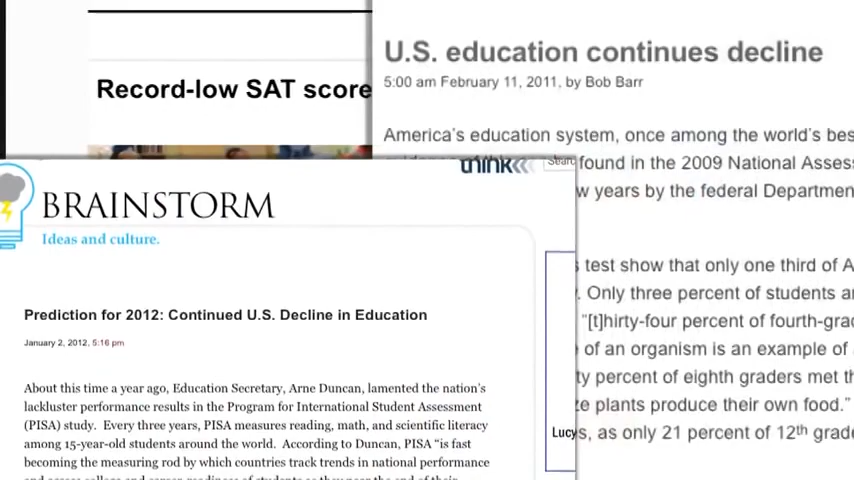 Record-low SAT score
U.S. education continues decline
5:00 am February 11, 2011, by Bob Barr
America's education system, once among the world's bes
found in the 2009 National Assess
w years by the federal Departmen
test show that only one third of A
Only three percent of students a
"[t]hirty-four percent of fourth-grad
of an organism is an example of
ty percent of eighth graders met th
ze plants produce their own food."
s, as only 21 percent of 12th grade
think
Searc
BRAINSTORM
Ideas and culture.
Prediction for 2012: Continued U.S. Decline in Education
January 2, 2012, 5:16 pm
About this time a year ago, Education Secretary, Arne Duncan, lamented the nation's
lackluster performance results in the Program for International Student Assessment
(PISA) study. Every three years, PISA measures reading, math, and scientific literacy
among 15-year-old students around the world. According to Duncan, PISA "is fast
becoming the measuring rod by which countries track trends in national performance
Lucy